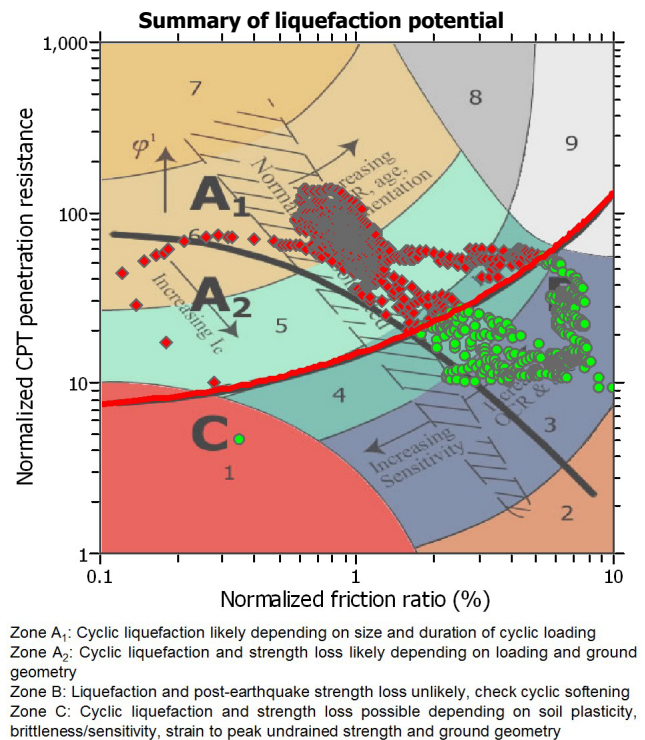 Summary of liquefaction potential
1,000
7
8
9
φ'
Normally
Increasing
OCR, age,
cementation
A1
100
6
A2
Increasing Ic
5
10
4
Increasing
OCR &
3
C
Increasing
Sensitivity
1
2
1
0.1
1
10
Normalized CPT penetration resistance
Normalized friction ratio (%)
Zone A1: Cyclic liquefaction likely depending on size and duration of cyclic loading
Zone A2: Cyclic liquefaction and strength loss likely depending on loading and ground
geometry
Zone B: Liquefaction and post-earthquake strength loss unlikely, check cyclic softening
Zone C: Cyclic liquefaction and strength loss possible depending on soil plasticity,
brittleness/sensitivity, strain to peak undrained strength and ground geometry